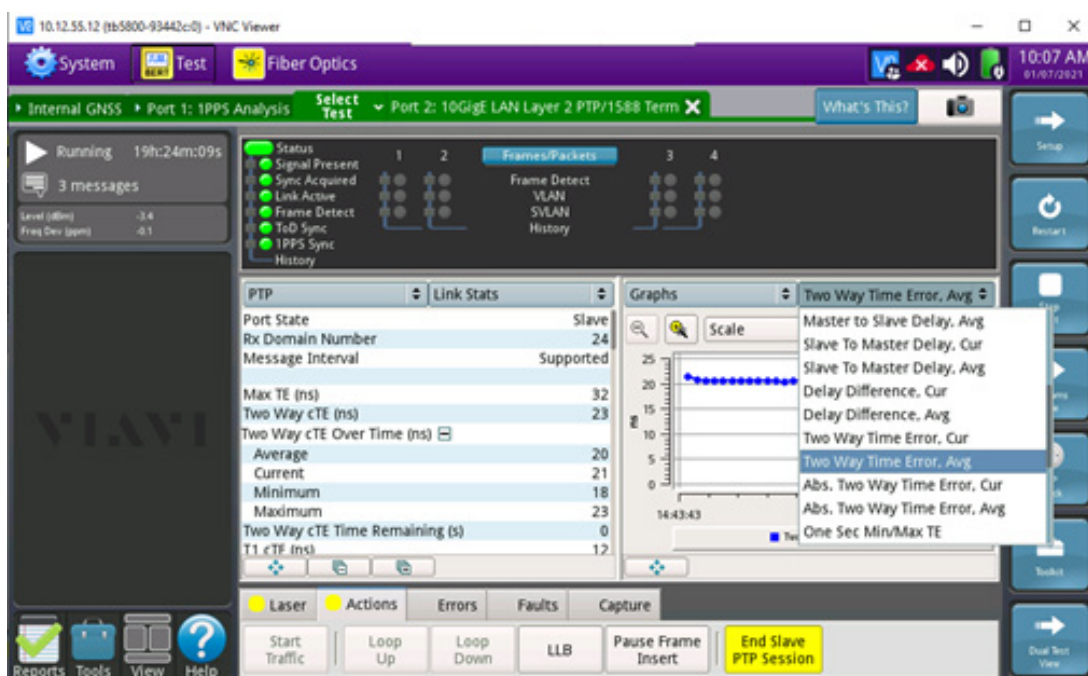 10.12.55.12 (tb5800-93442c:0) - VNC Viewer
System
Test
Fiber Optics
10:07 AM
01/07/2021
Internal GNSS
Port 1: 1PPS Analysis
Select Test
Port 2: 10GigE LAN Layer 2 PTP/1588 Term
What's This?
Running 19h:24m:09s
3 messages
Level (dBm) -3.4
Freq Dev (ppm) -0.1
VIAVI
Status
Signal Present
Sync Acquired
Link Active
Frame Detect
ToD Sync
1PPS Sync
History
1 2 Frames/Packets 3 4
Frame Detect
VLAN
SVLAN
History
PTP
Link Stats
Port State Slave
Rx Domain Number 24
Message Interval Supported
Max TE (ns) 32
Two Way cTE (ns) 23
Two Way cTE Over Time (ns)
Average 20
Current 21
Minimum 18
Maximum 23
Two Way cTE Time Remaining (s) 0
T1 cTE (ns) 12
Graphs
Two Way Time Error, Avg
Scale
25
20
15
10
5
0
ns
14:43:43
Master to Slave Delay, Avg
Slave To Master Delay, Cur
Slave To Master Delay, Avg
Delay Difference, Cur
Delay Difference, Avg
Two Way Time Error, Cur
Two Way Time Error, Avg
Abs. Two Way Time Error, Cur
Abs. Two Way Time Error, Avg
One Sec Min/Max TE
Laser
Actions
Errors
Faults
Capture
Start Traffic
Loop Up
Loop Down
LLB
Pause Frame Insert
End Slave PTP Session
Reports
Tools
View
Help
Setup
Restart
Toolkit
Dual Test View